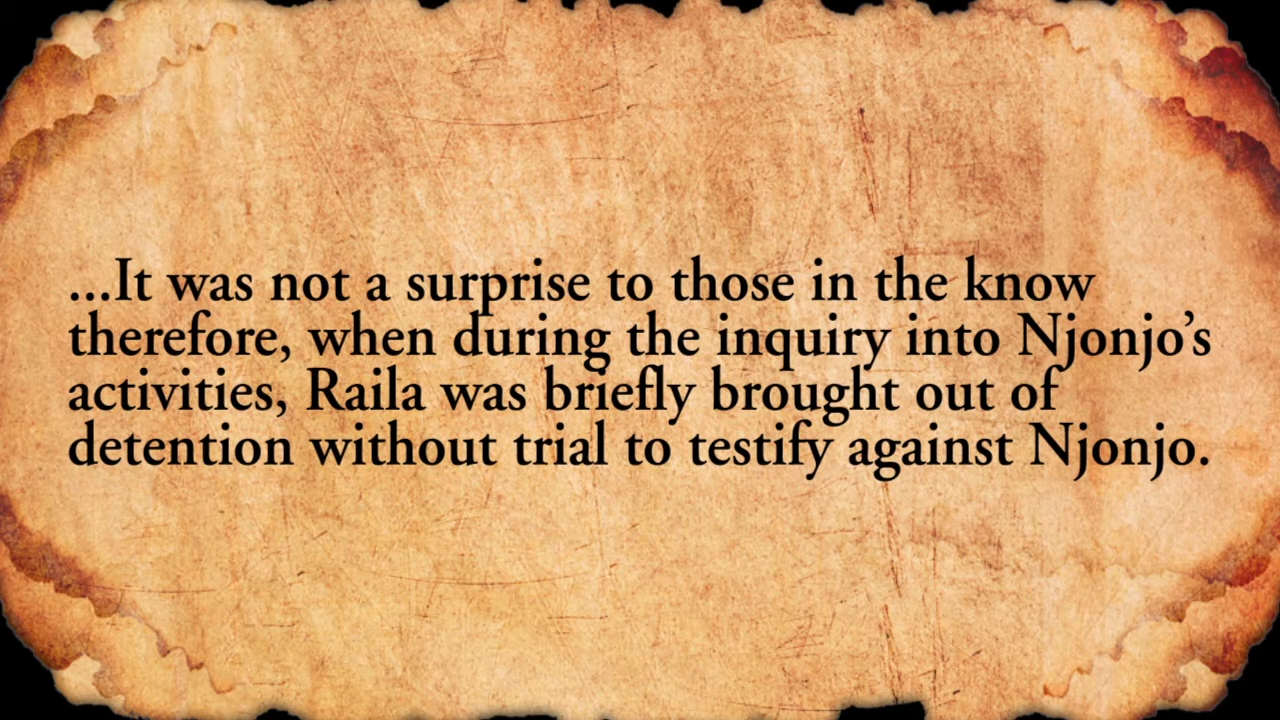 ...It was not a surprise to those in the know
therefore, when during the inquiry into Njonjo’s
activities, Raila was briefly brought out of
detention without trial to testify against Njonjo.